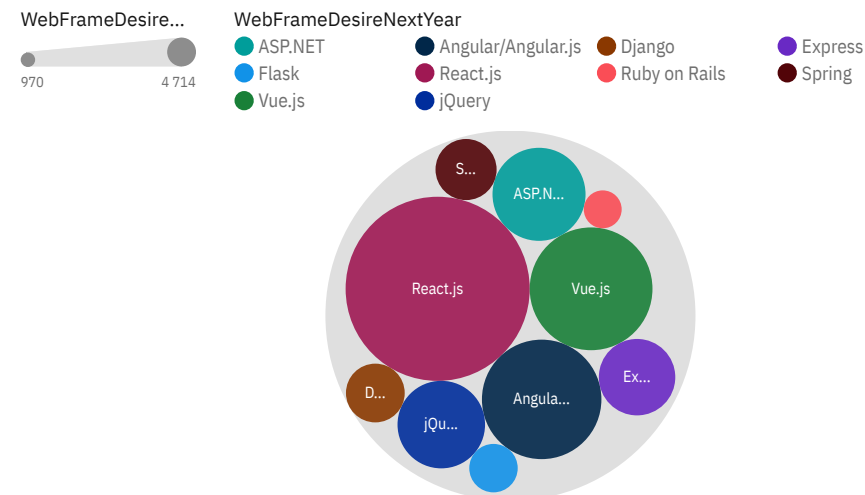 WebFrameDesire...
970
4 714
WebFrameDesireNextYear
ASP.NET
Angular/Angular.js
Django
Express
Flask
React.js
Ruby on Rails
Spring
Vue.js
jQuery
S...
ASP.N...
React.js
Vue.js
Ex...
D...
Angula...
jQu...